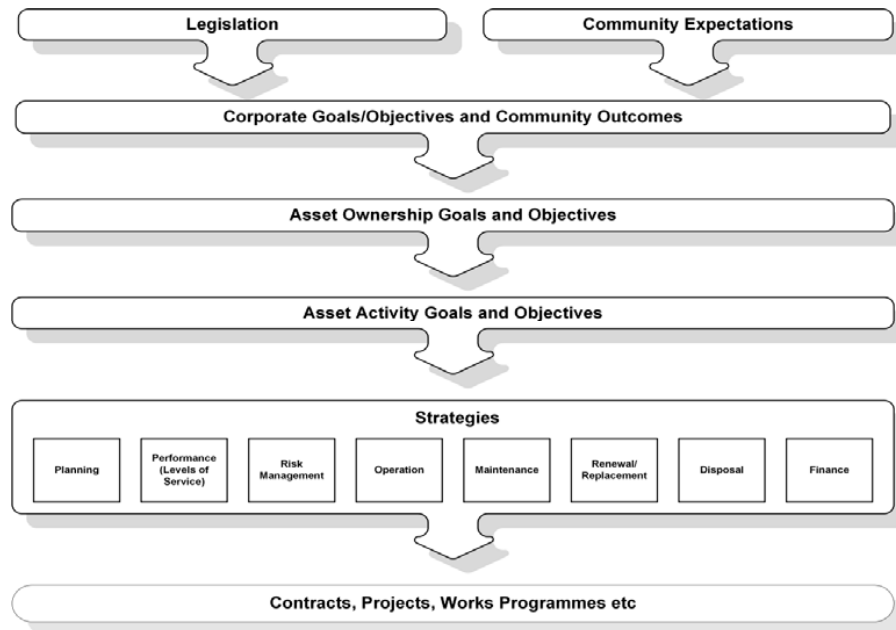 Legislation
Community Expectations
Corporate Goals/Objectives and Community Outcomes
Asset Ownership Goals and Objectives
Asset Activity Goals and Objectives
Strategies
Planning
Performance
(Levels of
Service)
Risk
Management
Operation
Maintenance
Renewal/
Replacement
Disposal
Finance
Contracts, Projects, Works Programmes etc